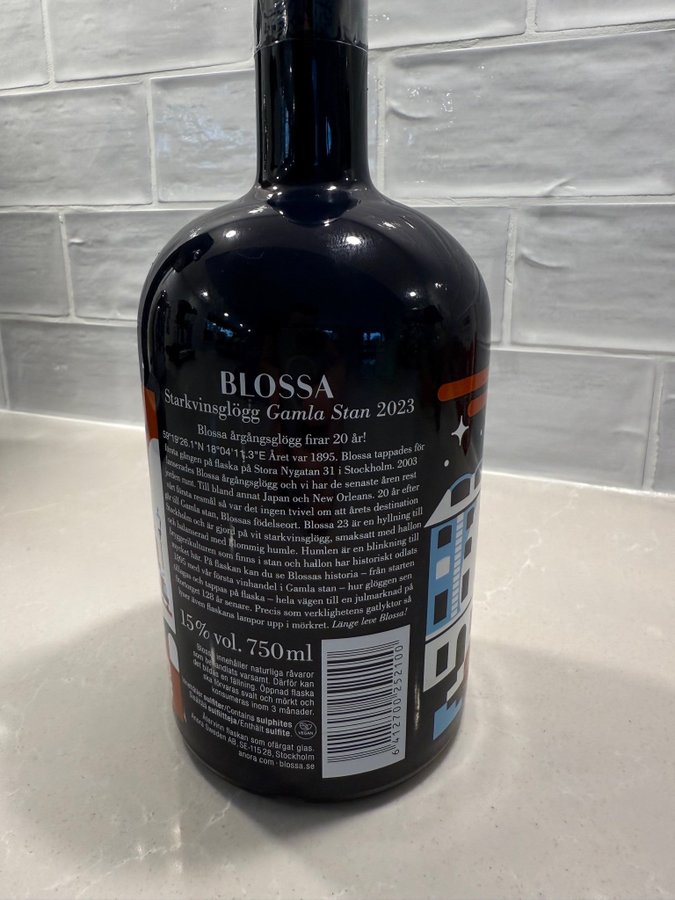 BLOSSA
Starkvinsglögg Gamla Stan 2023
Blossa årgångsglögg firar 20 år!
59°19'26.1"N 18°04'11.3"E Året var 1895. Blossa tappades för
första gången på flaska på Stora Nygatan 31 i Stockholm. 2003
lanserades Blossa årgångsglögg och vi har de senaste åren rest
jorden runt. Till bland annat Japan och New Orleans. 20 år efter
vår första resmål så var det ingen tvivel om att årets destination
går till Gamla stan, Blossas födelseort. Blossa 23 är en hyllning till
Stockholm och är gjord på vit starkvinsglögg, smaksatt med hallon
och balanserad med blommig humle. Humlen är en blinkning till
bryggerikulturen som finns i stan och hallon har historiskt odlats
mycket här. På flaskan kan du se Blossas historia – från starten
1895 med vår första vinhandel i Gamla stan – hur glöggen sen
tillagas och tappas på flaska – hela vägen till en julmarknad på
Stortorget 128 år senare. Precis som verklighetens gatlyktor så
lyser även flaskans lampor upp i mörkret. Länge leve Blossa!
15% vol. 750 ml
Blossa innehåller naturliga råvaror
som behandlats varsamt. Därför kan
det bildas en fällning. Öppnad flaska
ska förvaras svalt och mörkt och
konsumeras inom 3 månader.
Innehåller sulfiter/Contains sulphites
Sisältää sulfiitteja/Enthält sulfite.
VEGAN
Återvinn flaskan som ofärgat glas.
Anora Sweden AB, SE-115 28, Stockholm
anora.com · blossa.se
6 412700 252100